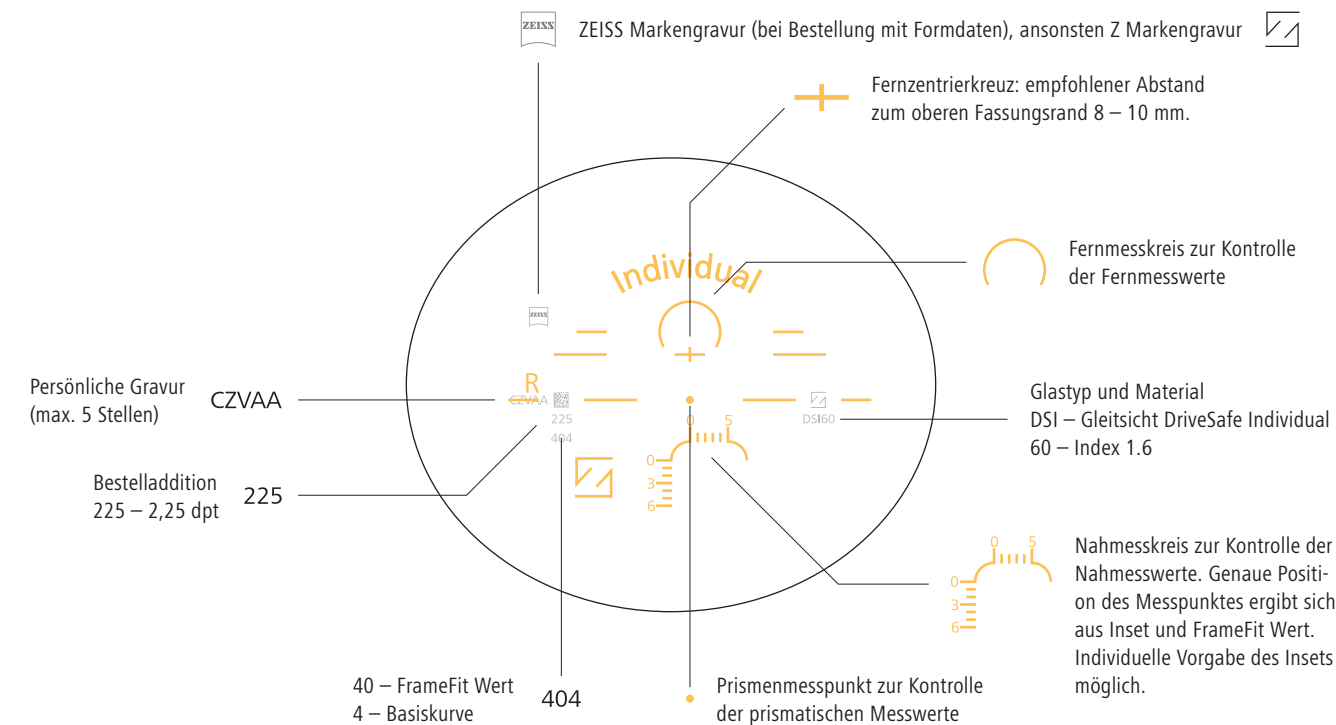 ZEISS
ZEISS Markengravur (bei Bestellung mit Formdaten), ansonsten Z Markengravur
Fernzentrierkreuz: empfohlener Abstand
zum oberen Fassungsrand 8 – 10 mm.
Individual
Fernmesskreis zur Kontrolle
der Fernmesswerte
ZEISS
Persönliche Gravur
(max. 5 Stellen)
CZVAA
R
CZVAA
225
404
DSI60
Glastyp und Material
DSI – Gleitsicht DriveSafe Individual
60 – Index 1.6
0 5
0
3
6
Bestelladdition
225 – 2,25 dpt
225
0 5
0
3
6
Nahmesskreis zur Kontrolle der
Nahmesswerte. Genaue Positi-
on des Messpunktes ergibt sich
aus Inset und FrameFit Wert.
Individuelle Vorgabe des Insets
möglich.
40 – FrameFit Wert
4 – Basiskurve
404
Prismenmesspunkt zur Kontrolle
der prismatischen Messwerte